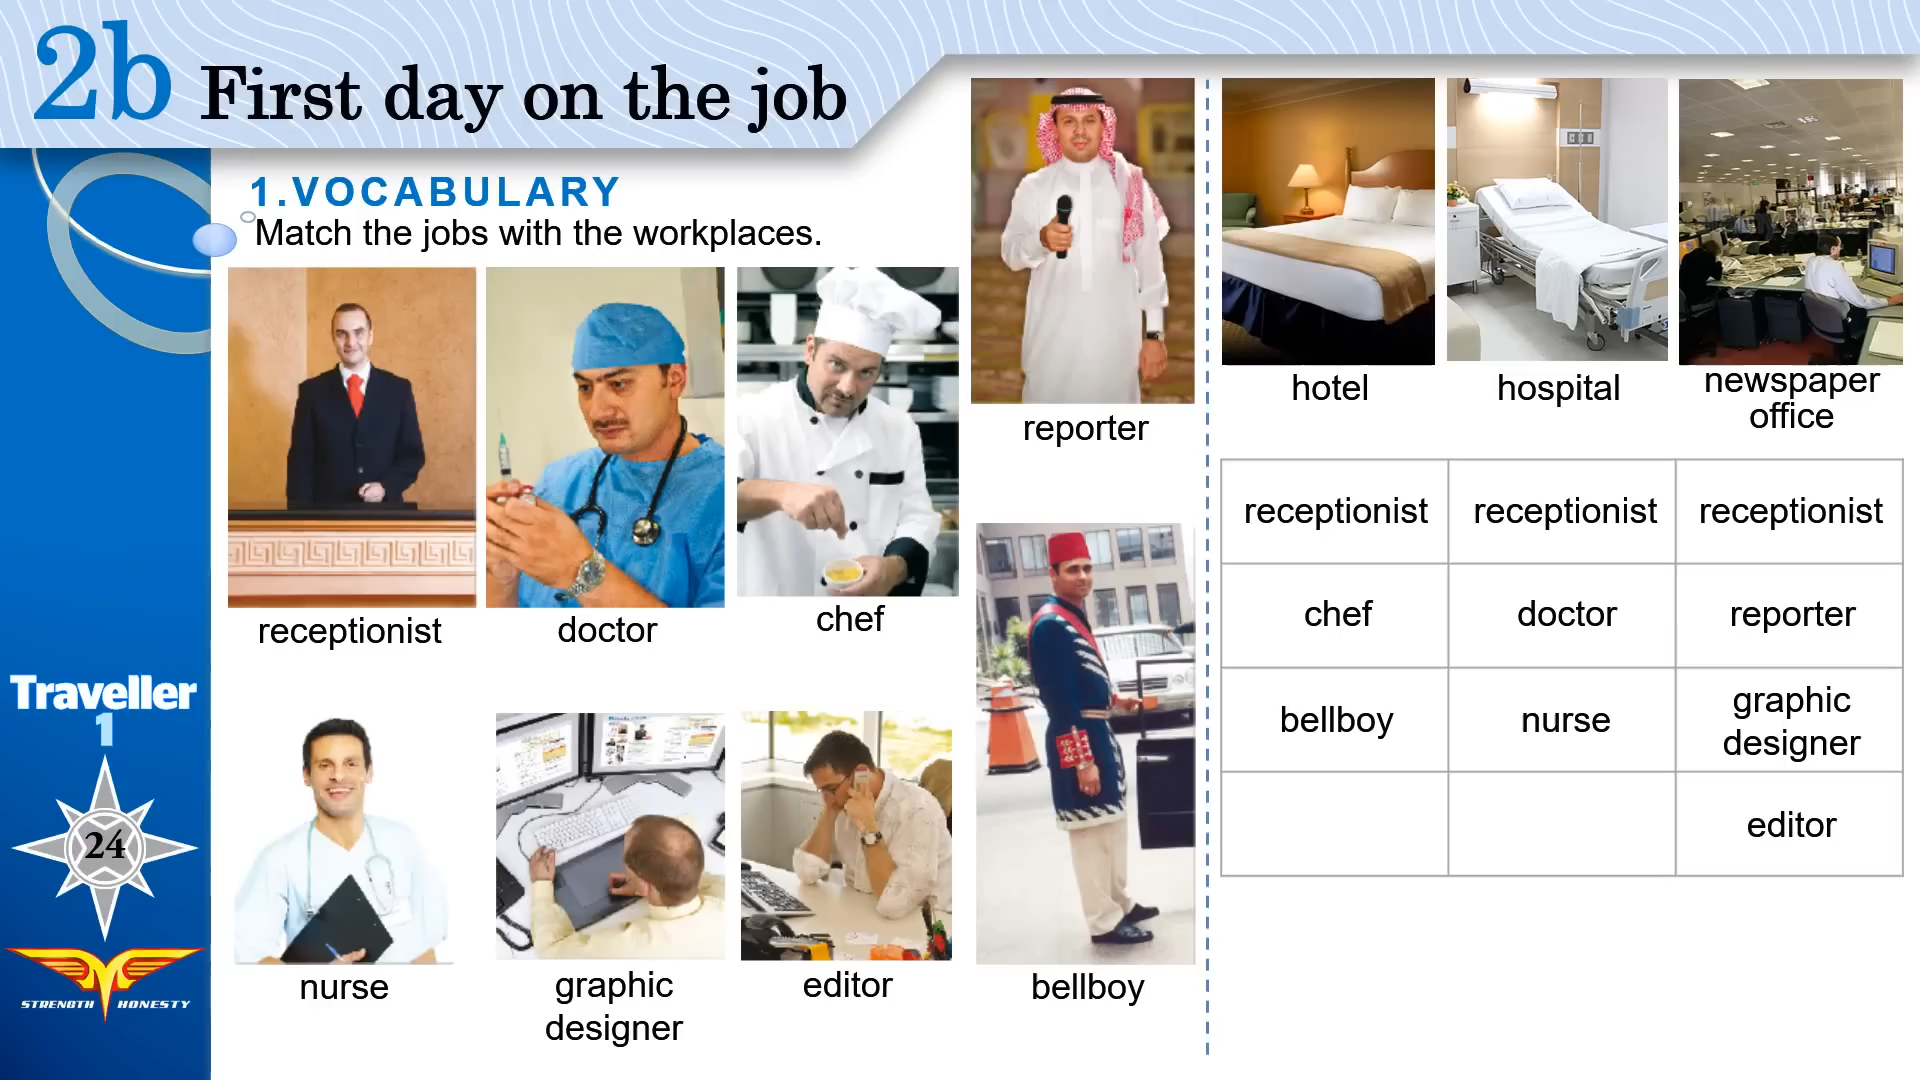 2b First day on the job
1.VOCABULARY
Match the jobs with the workplaces.
receptionist
doctor
chef
reporter
nurse
graphic
designer
editor
bellboy
hotel
hospital
newspaper
office
receptionist receptionist receptionist
chef doctor reporter
bellboy nurse graphic
designer
editor
Traveller
1
24
STRENGTH HONESTY